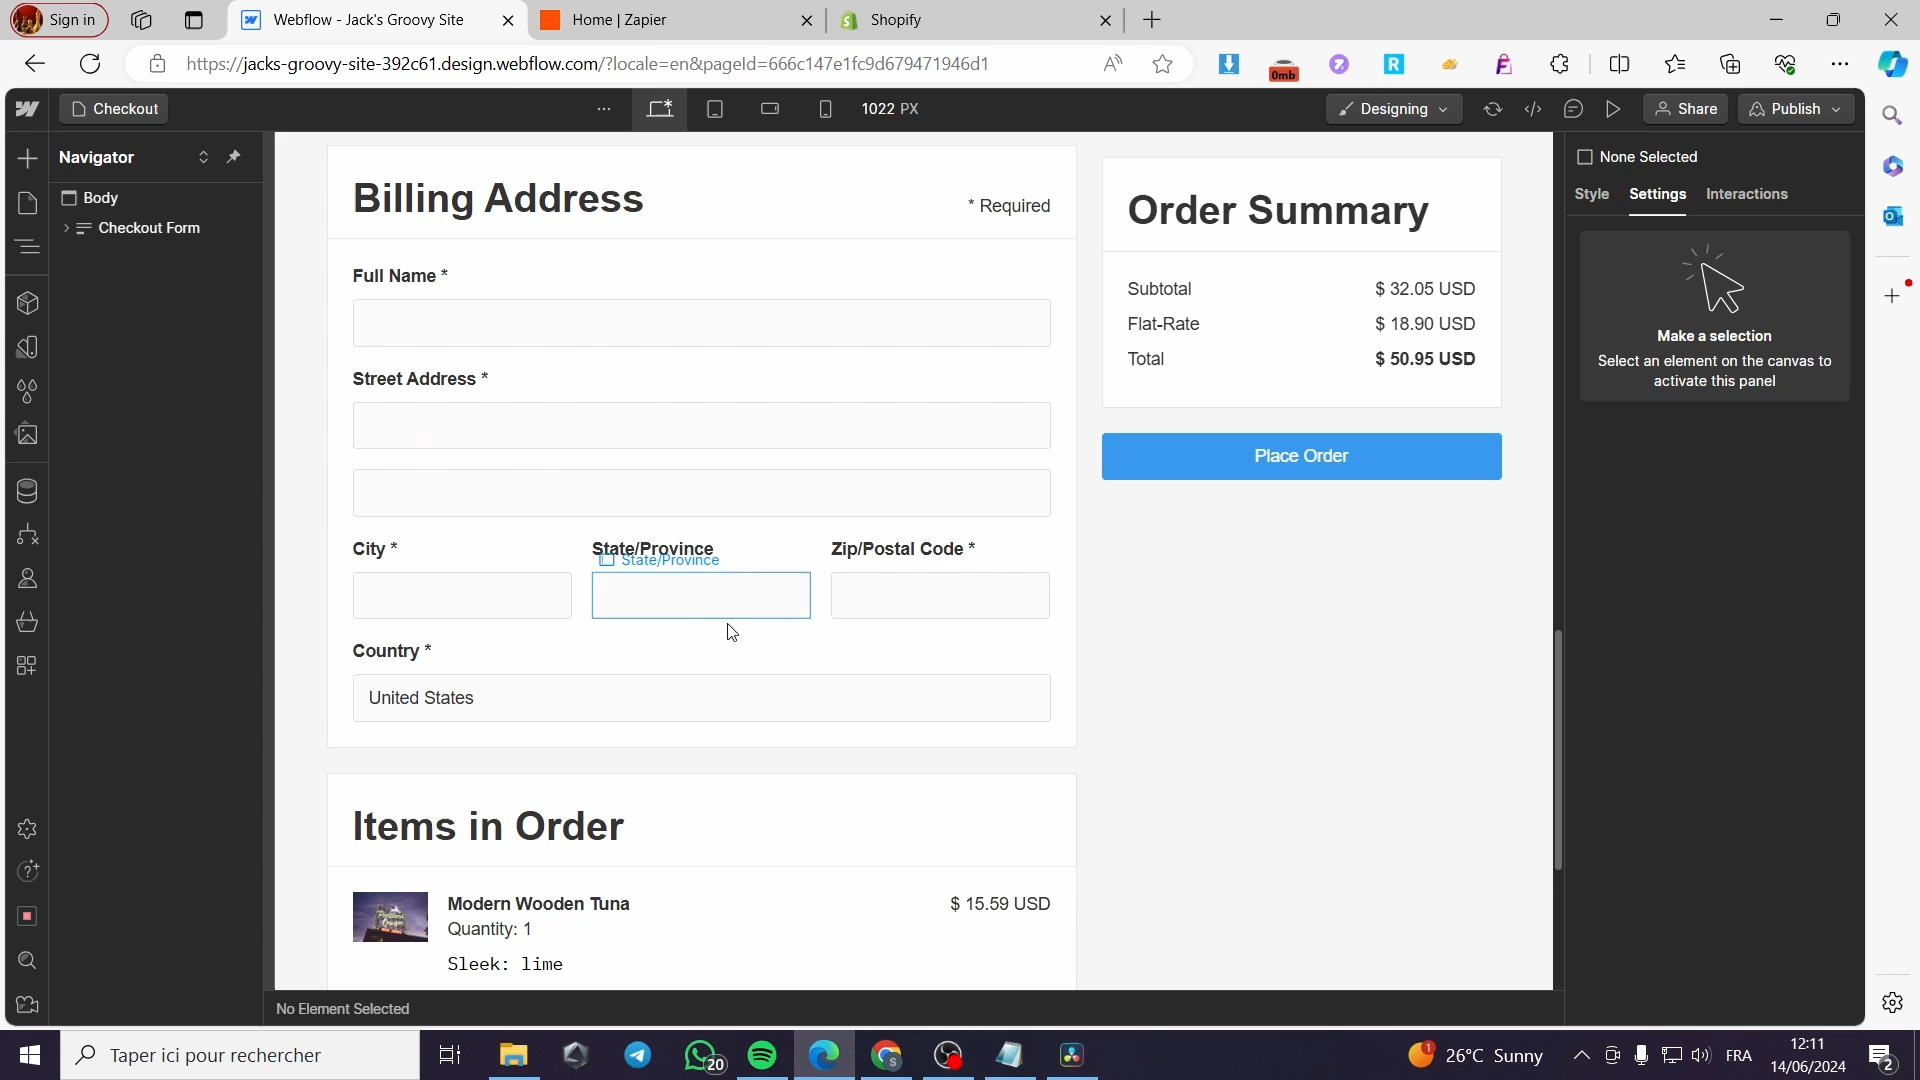 Sign in
Webflow - Jack's Groovy Site
Home | Zapier
Shopify
https://jacks-groovy-site-392c61.design.webflow.com/?locale=en&pageId=666c147e1fc9d679471946d1
0mb
Checkout
1022 PX
Designing
Share
Publish
Navigator
Body
Checkout Form
None Selected
Style
Settings
Interactions
Make a selection
Select an element on the canvas to
activate this panel
Billing Address
* Required
Full Name *
Street Address *
City *
State/Province
Zip/Postal Code *
State/Province
Country *
United States
Order Summary
Subtotal
$ 32.05 USD
Flat-Rate
$ 18.90 USD
Total
$ 50.95 USD
Place Order
Items in Order
Modern Wooden Tuna
$ 15.59 USD
Quantity: 1
Sleek: lime
No Element Selected
Taper ici pour rechercher
20
26°C Sunny
FRA
12:11
14/06/2024
2